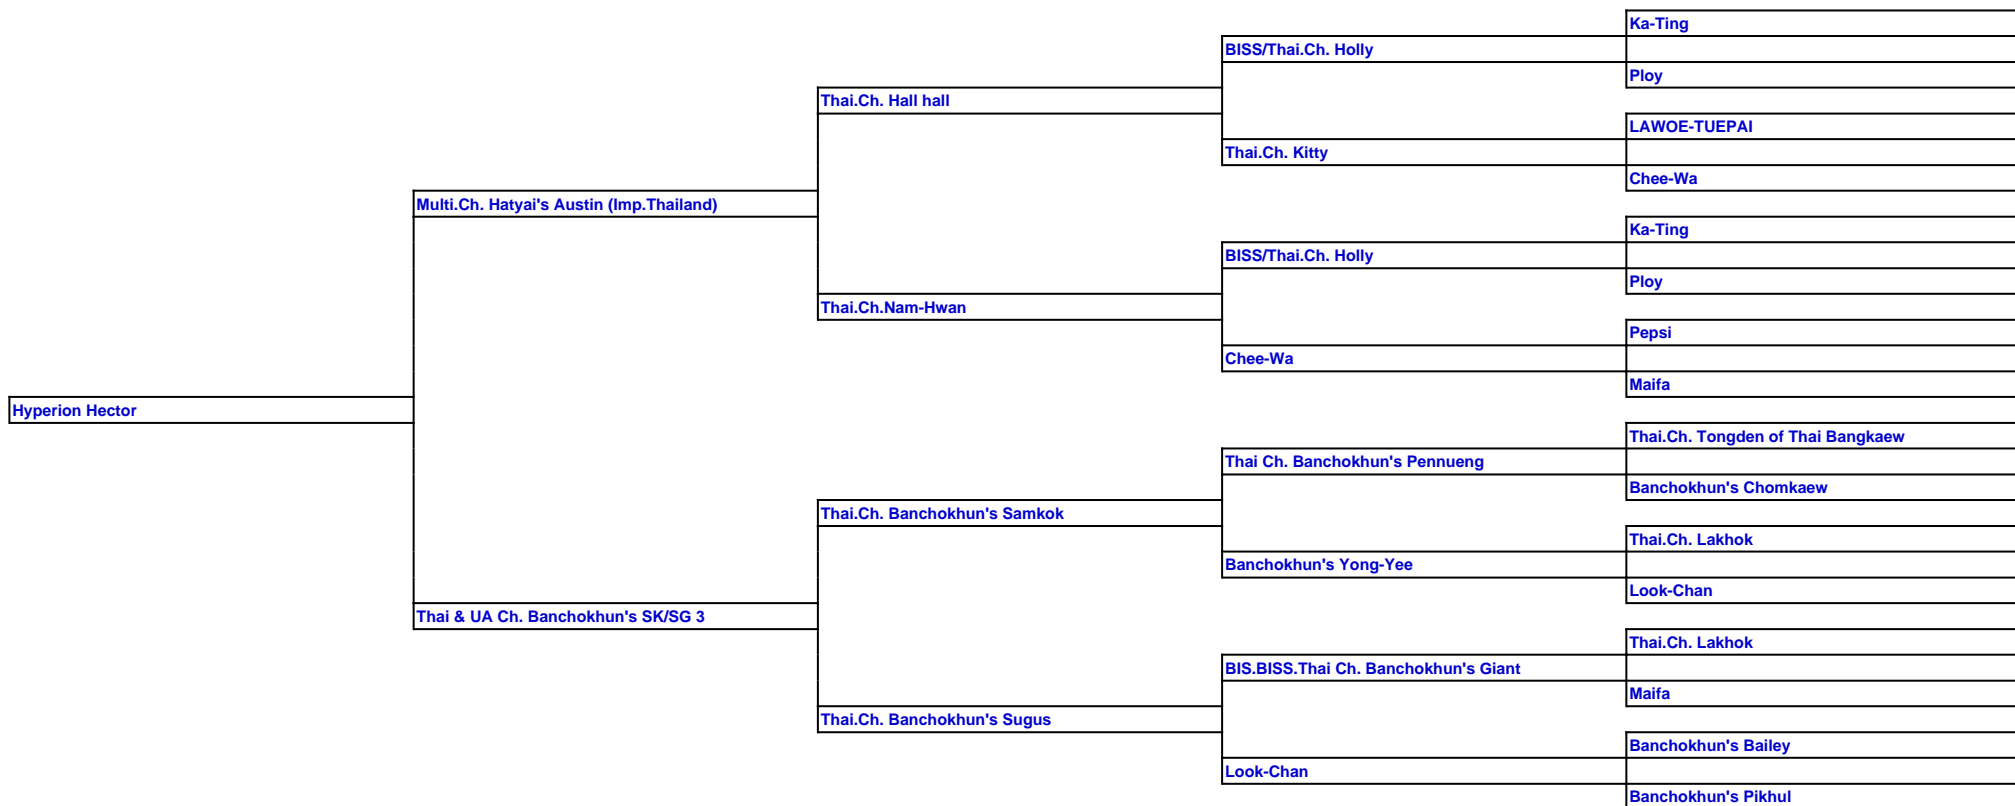 Ka-Ting
BISS/Thai.Ch. Holly
Ploy
Thai.Ch. Hall hall
LAWOE-TUEPAI
Thai.Ch. Kitty
Chee-Wa
Multi.Ch. Hatyai's Austin (Imp.Thailand)
Ka-Ting
BISS/Thai.Ch. Holly
Ploy
Thai.Ch.Nam-Hwan
Pepsi
Chee-Wa
Maifa
Hyperion Hector
Thai.Ch. Tongden of Thai Bangkaew
Thai Ch. Banchokhun's Pennueng
Banchokhun's Chomkaew
Thai.Ch. Banchokhun's Samkok
Thai.Ch. Lakhok
Banchokhun's Yong-Yee
Look-Chan
Thai & UA Ch. Banchokhun's SK/SG 3
Thai.Ch. Lakhok
BIS.BISS.Thai Ch. Banchokhun's Giant
Maifa
Thai.Ch. Banchokhun's Sugus
Banchokhun's Bailey
Look-Chan
Banchokhun's Pikhul